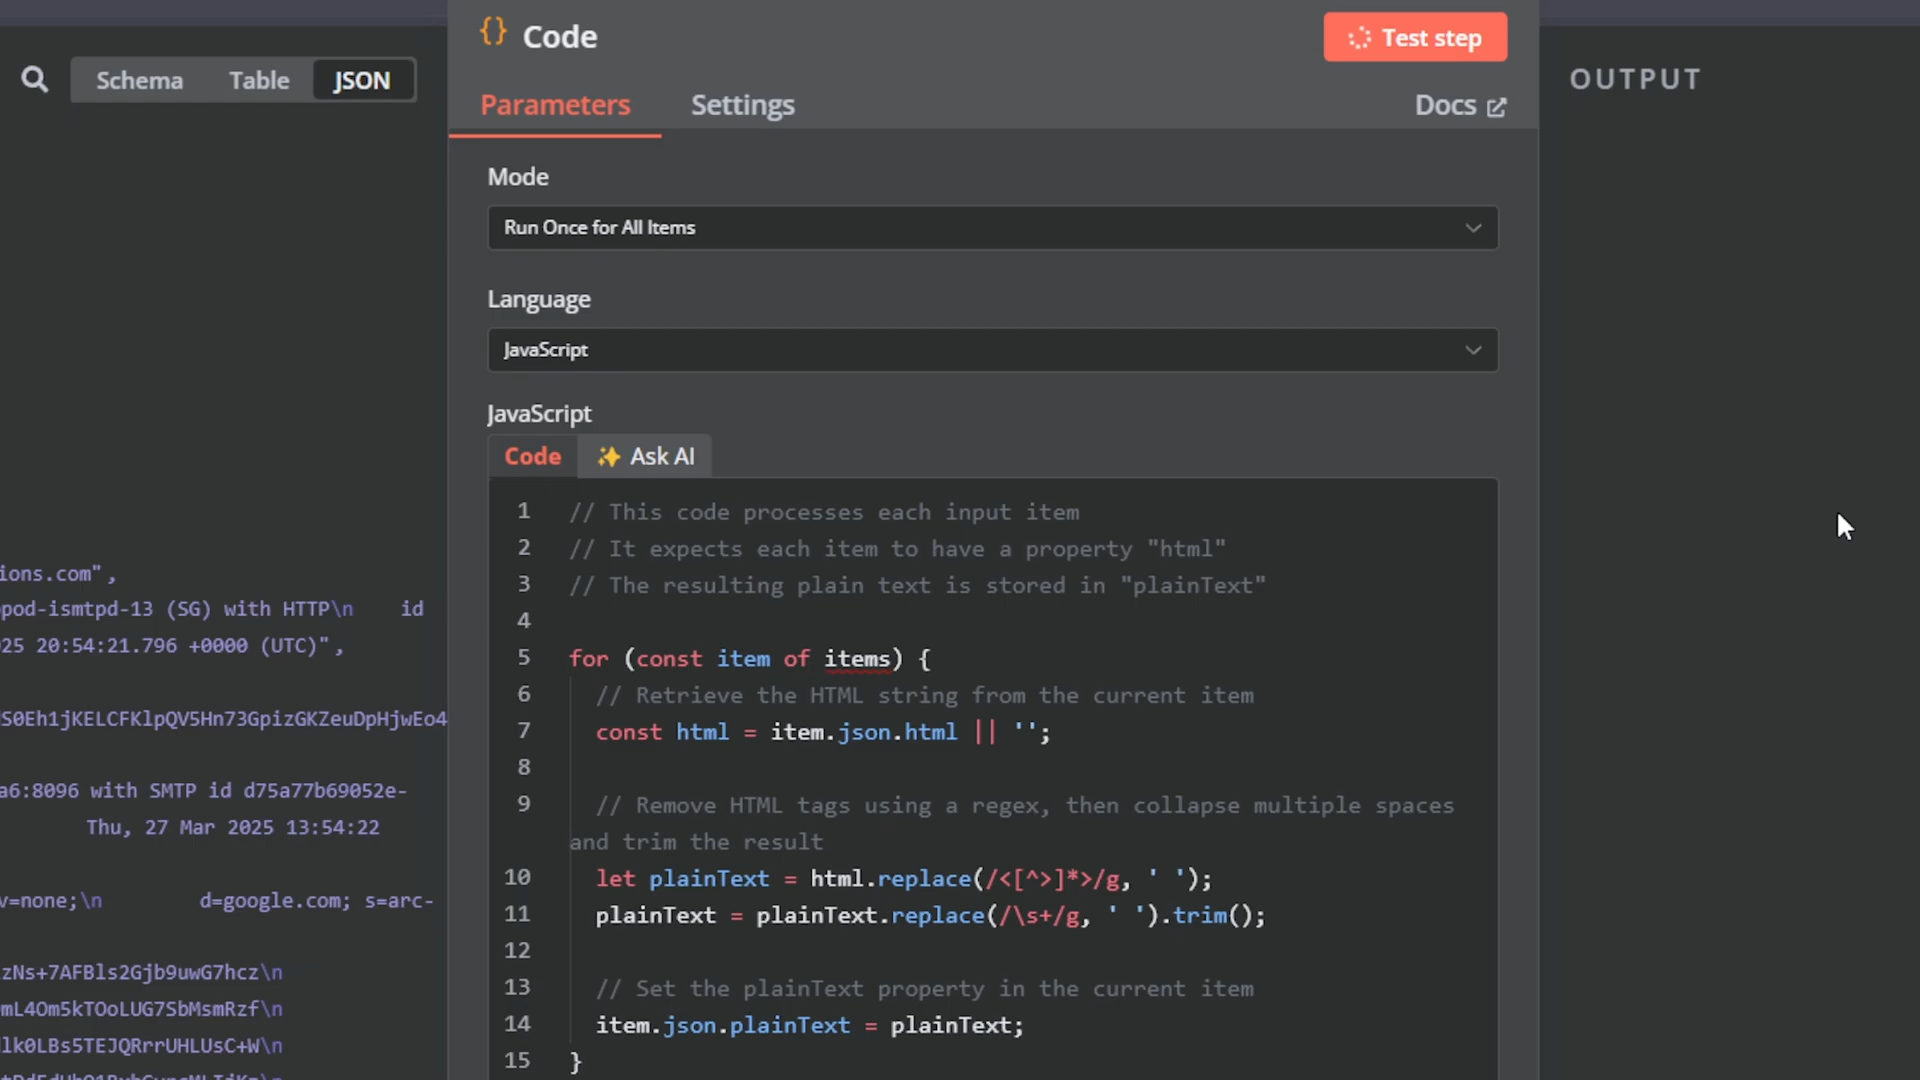 Schema Table JSON
ions.com",
pod-ismtpd-13 (SG) with HTTP\n id
25 20:54:21.796 +0000 (UTC)",
S0Eh1jKELCFKlpQV5Hn73GpizGKZeuDpHjwEo4
a6:8096 with SMTP id d75a77b69052e-
Thu, 27 Mar 2025 13:54:22
v=none;\n d=google.com; s=arc-
zNs+7AFBls2Gjb9uwG7hcz\n
mL4Om5kTOoLUG7SbMsmRzf\n
lk0LBs5TEJQRrrUHLUsC+W\n
{} Code
Test step
Parameters Settings Docs
Mode
Run Once for All Items
Language
JavaScript
JavaScript
Code Ask AI
1 // This code processes each input item
2 // It expects each item to have a property "html"
3 // The resulting plain text is stored in "plainText"
4
5 for (const item of items) {
6 // Retrieve the HTML string from the current item
7 const html = item.json.html || '';
8
9 // Remove HTML tags using a regex, then collapse multiple spaces
and trim the result
10 let plainText = html.replace(/<[^>]*>/g, ' ');
11 plainText = plainText.replace(/\s+/g, ' ').trim();
12
13 // Set the plainText property in the current item
14 item.json.plainText = plainText;
15 }
OUTPUT